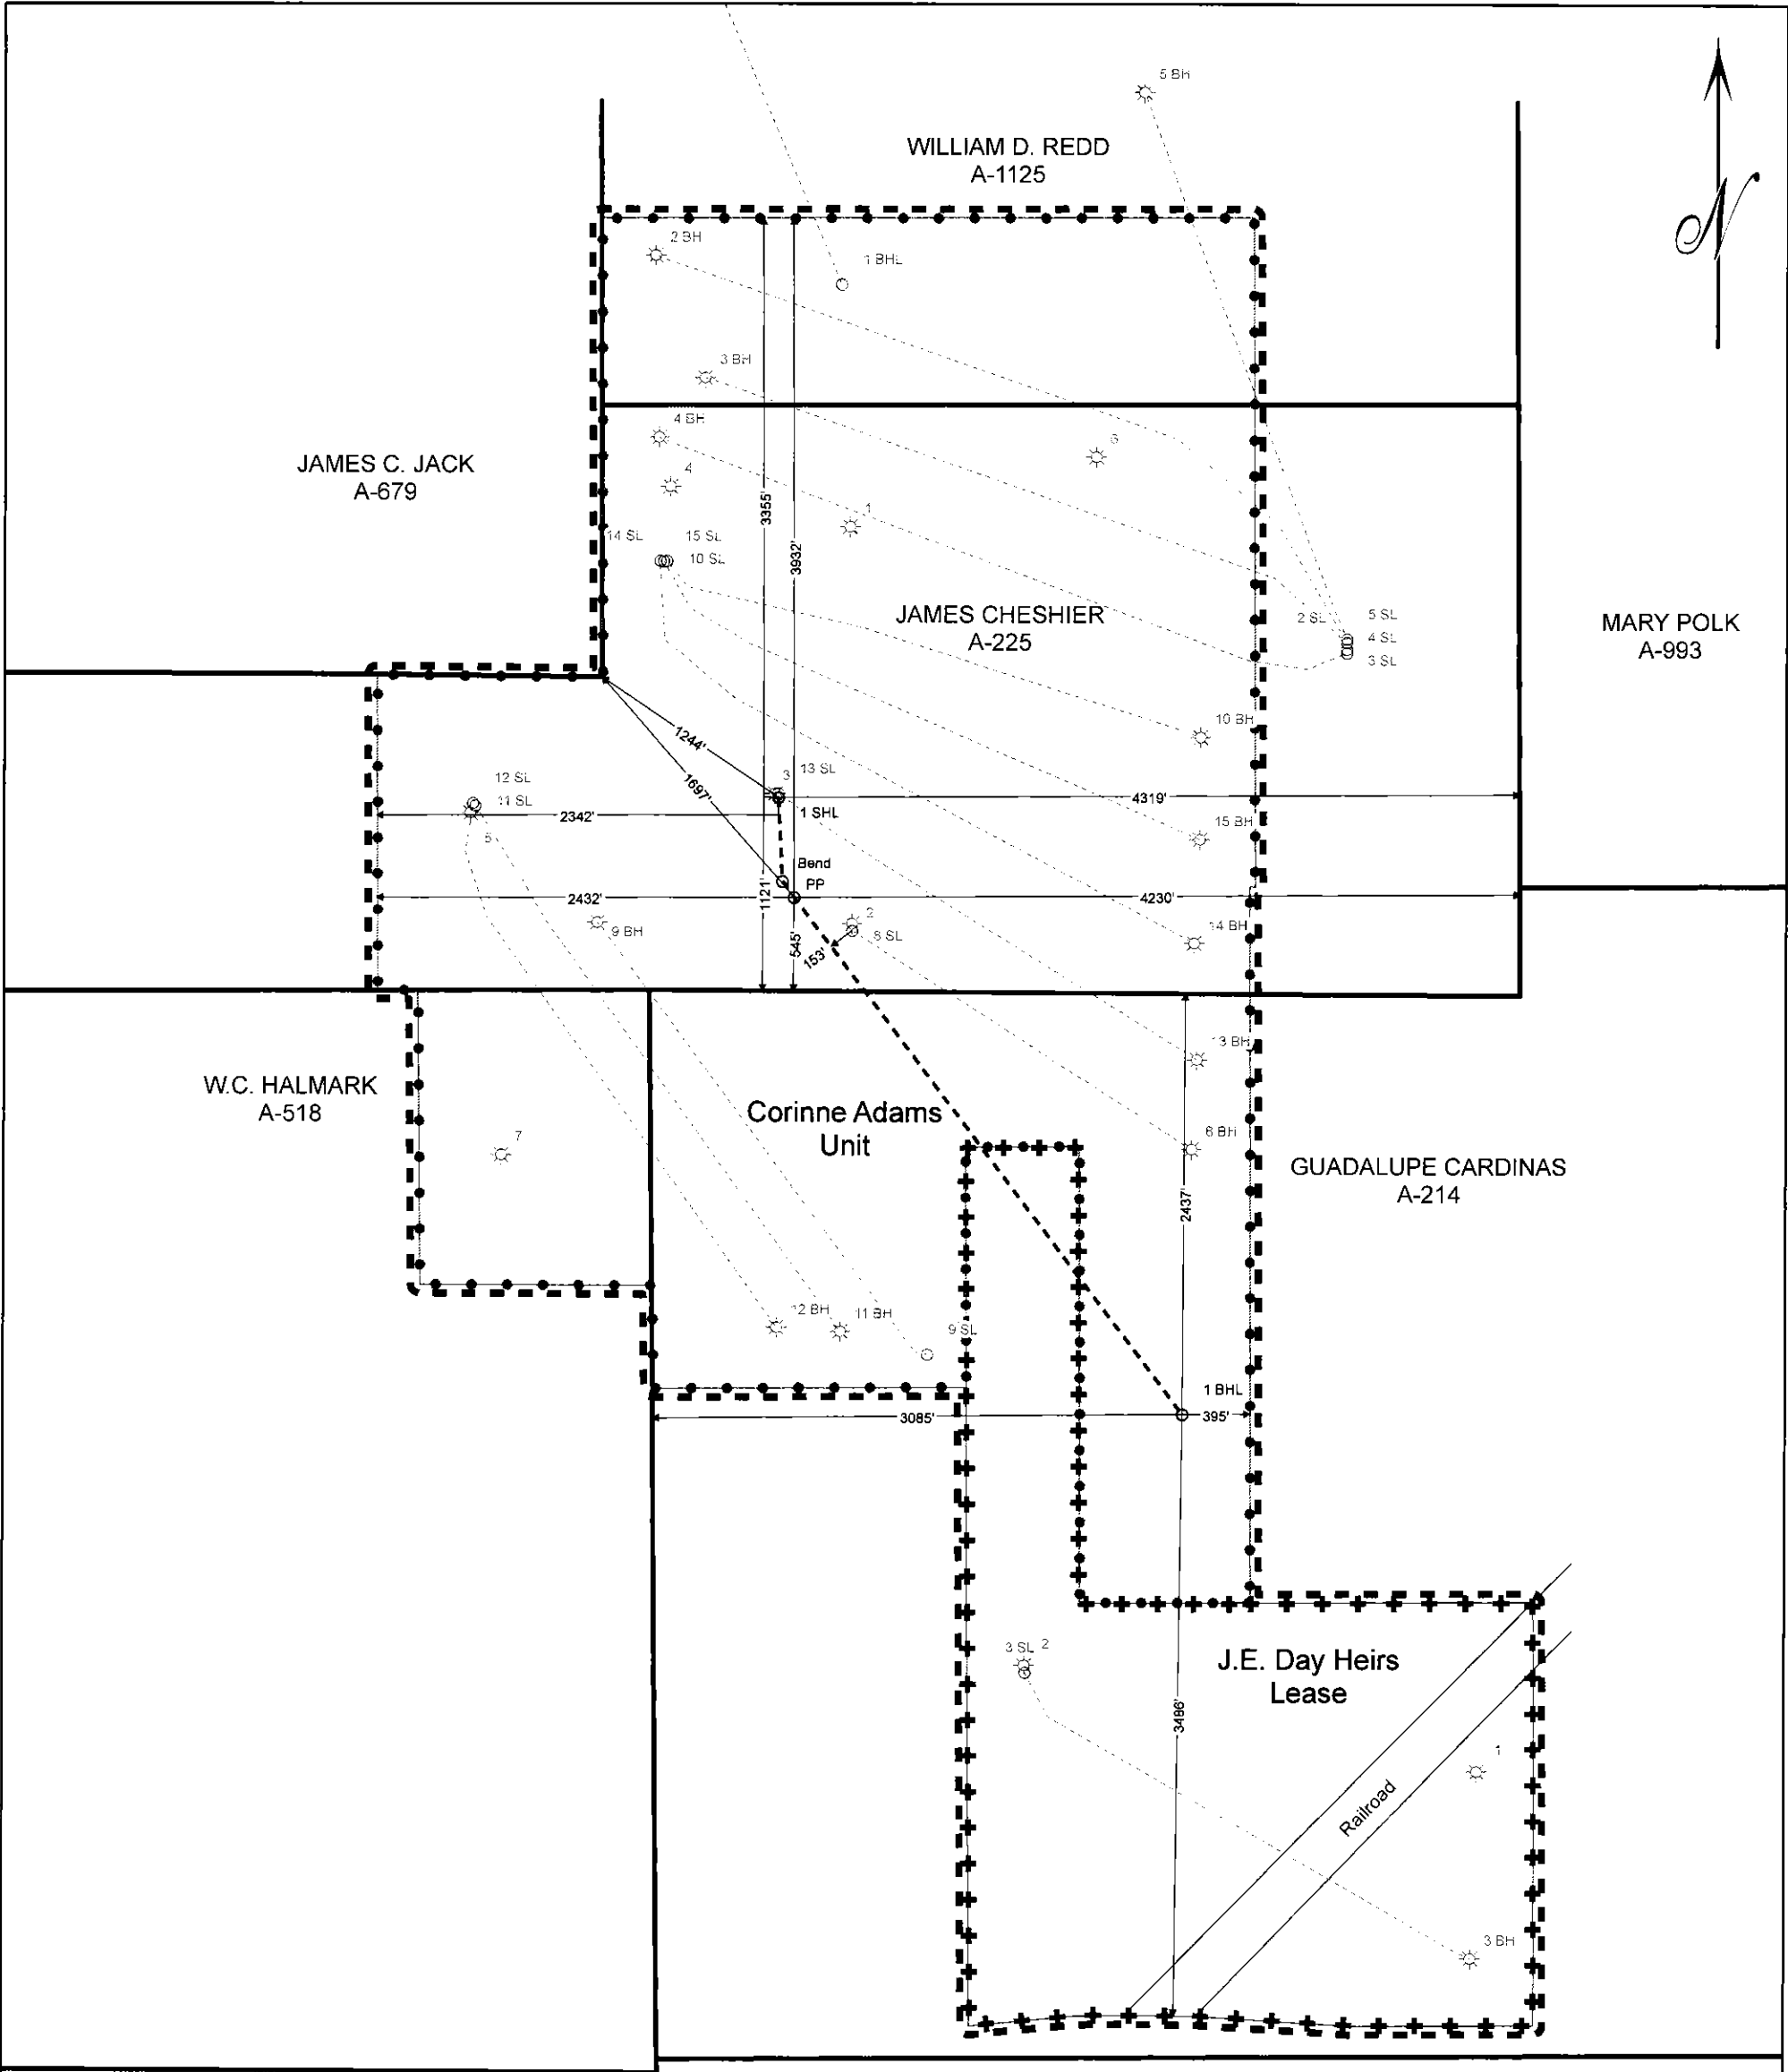 N
5 BH
WILLIAM D. REDD
A-1125
2 BH
1 BHL
3 BH
4 BH
6
JAMES C. JACK
A-679
4
3355'
1
3932'
14 SL
15 SL
10 SL
JAMES CHESHIER
A-225
2 SL
5 SL
4 SL
3 SL
MARY POLK
A-993
10 BH
1244'
1697'
3
13 SL
12 SL
11 SL
4319'
2342'
1 SHL
15 BH
5
Bend
PP
2432'
1121'
4230'
2
9 BH
8 SL
14 BH
545'
153'
13 BH
W.C. HALMARK
A-518
Corinne Adams
Unit
7
6 BH
GUADALUPE CARDINAS
A-214
2437'
12 BH
11 BH
9 SL
1 BHL
3085'
395'
3 SL
2
J.E. Day Heirs
Lease
3486'
1
Railroad
3 BH